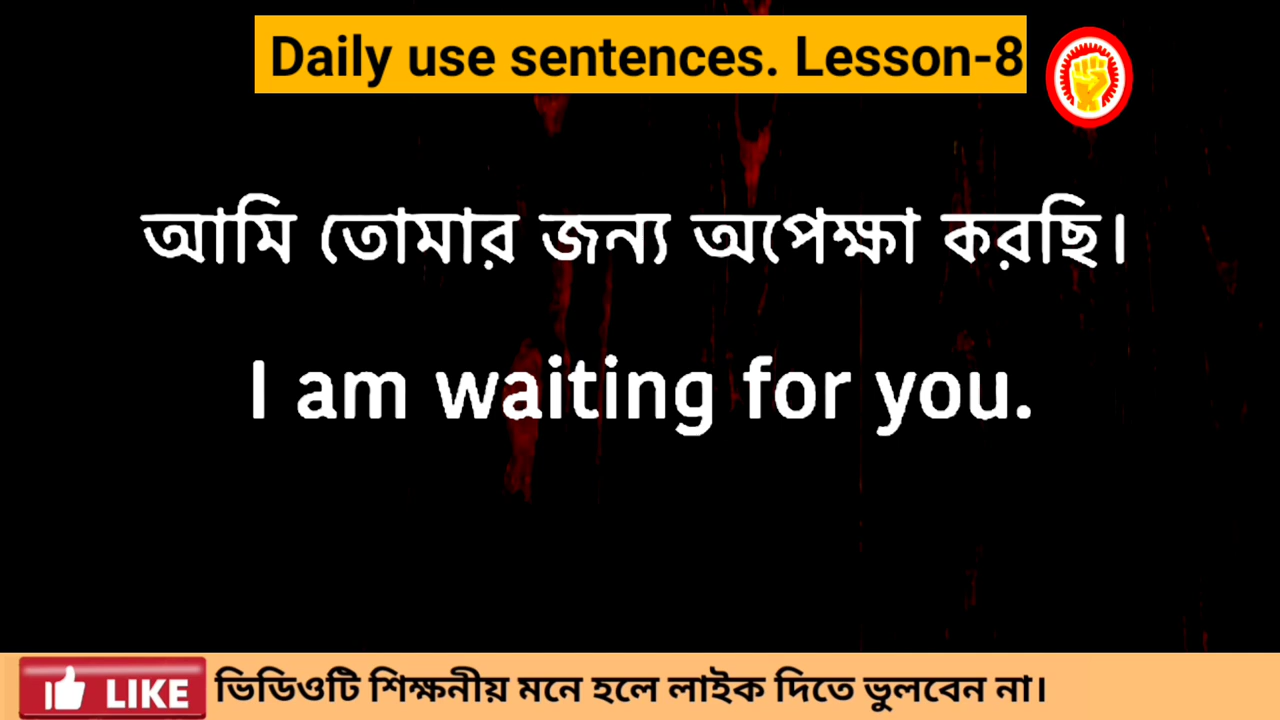 Daily use sentences. Lesson-8
আমি তোমার জন্য অপেক্ষা করছি।
I am waiting for you.
LIKE ভিডিওটি শিক্ষনীয় মনে হলে লাইক দিতে ভুলবেন না।